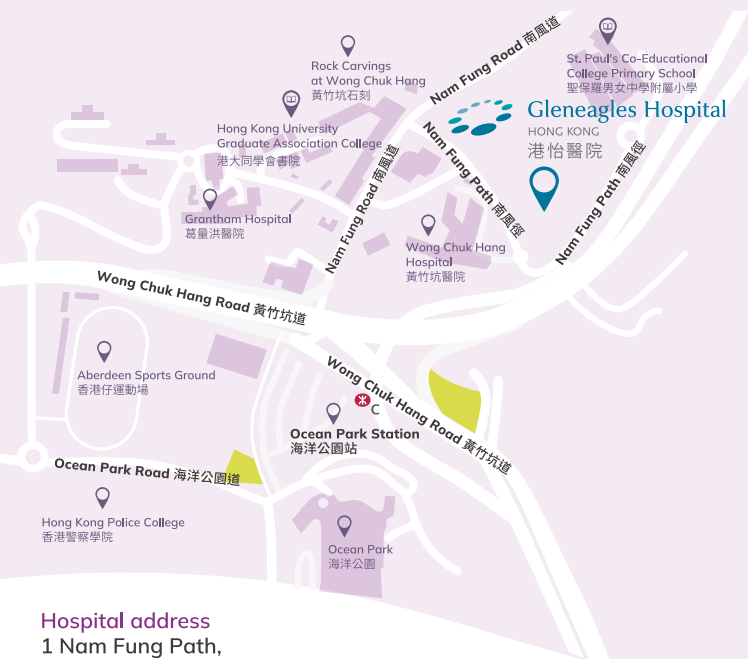 Nam Fung Road 南風道
Rock Carvings
at Wong Chuk Hang
黃竹坑石刻
St. Paul's Co-Educational
College Primary School
聖保羅男女中學附屬小學
Gleneagles Hospital
HONG KONG
港怡醫院
Hong Kong University
Graduate Association College
港大同學會書院
Nam Fung Path 南風徑
Nam Fung Road 南風道
Nam Fung Path 南風徑
Grantham Hospital
葛量洪醫院
Wong Chuk Hang
Hospital
黃竹坑醫院
Wong Chuk Hang Road 黃竹坑道
Aberdeen Sports Ground
香港仔運動場
Wong Chuk Hang Road 黃竹坑道
C
Ocean Park Station
海洋公園站
Ocean Park Road 海洋公園道
Hong Kong Police College
香港警察學院
Ocean Park
海洋公園
Hospital address
1 Nam Fung Path,